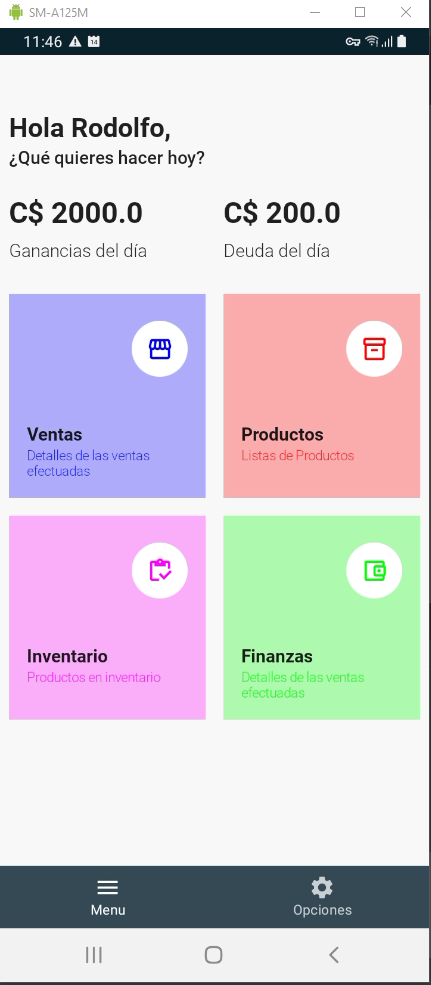 SM-A125M
11:46
14
Hola Rodolfo,
¿Qué quieres hacer hoy?
C$ 2000.0
C$ 200.0
Ganancias del día
Deuda del día
Ventas
Detalles de las ventas
efectuadas
Productos
Listas de Productos
Inventario
Productos en inventario
Finanzas
Detalles de las ventas
efectuadas
Menu
Opciones